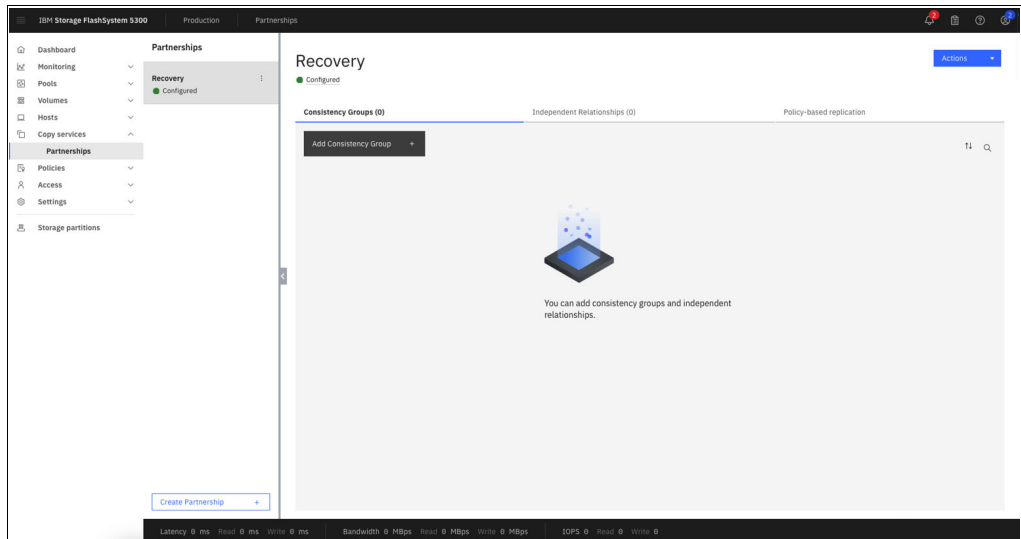 IBM Storage FlashSystem 5300 Production Partnerships 2 2
Dashboard
Monitoring
Pools
Volumes
Hosts
Copy services
Partnerships
Policies
Access
Settings
Storage partitions
Partnerships
Recovery
Configured
Create Partnership +
Recovery
Configured
Actions
Consistency Groups (0) Independent Relationships (0) Policy-based replication
Add Consistency Group +
You can add consistency groups and independent
relationships.
Latency 0 ms Read 0 ms Write 0 ms Bandwidth 0 MBps Read 0 MBps Write 0 MBps IOPS 0 Read 0 Write 0